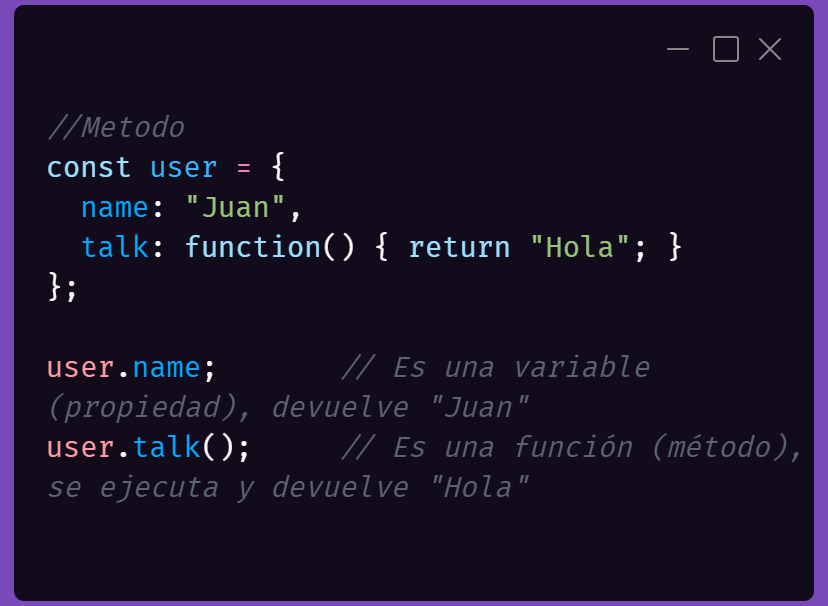 //Metodo
const user = {
  name: "Juan",
  talk: function() { return "Hola"; }
};

user.name;       // Es una variable
(propiedad), devuelve "Juan"
user.talk();     // Es una función (método),
se ejecuta y devuelve "Hola"